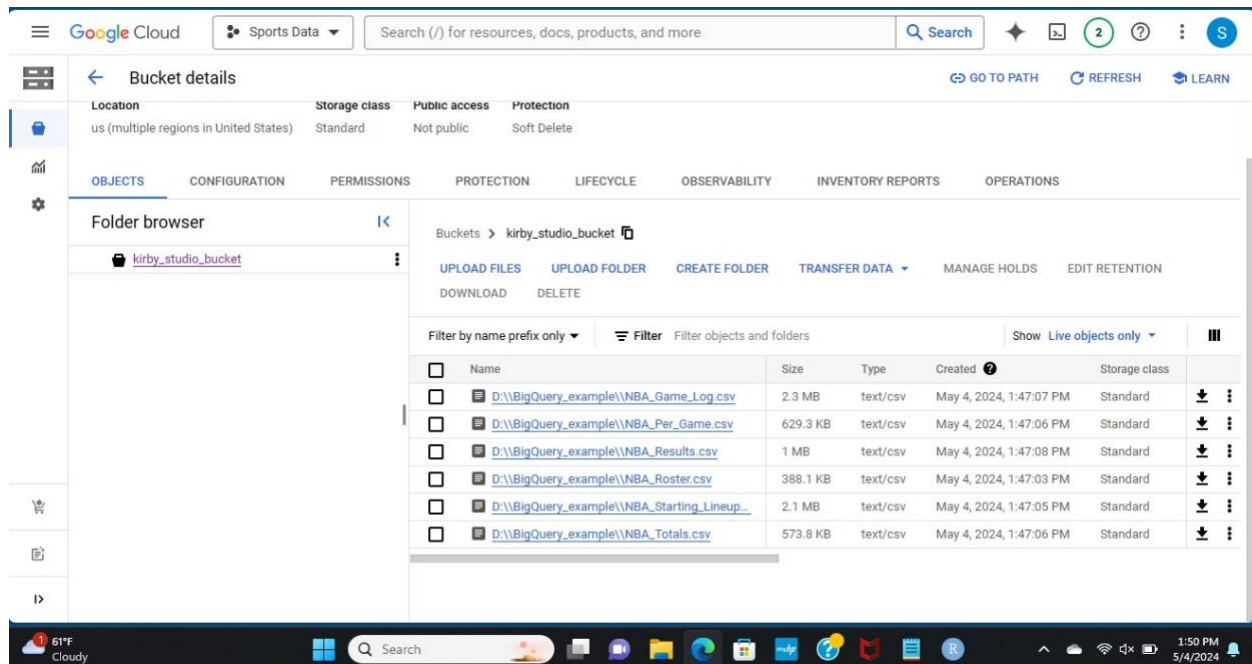 Google Cloud Sports Data Search (/) for resources, docs, products, and more Search 2 S
Bucket details GO TO PATH REFRESH LEARN
Location Storage class Public access Protection
us (multiple regions in United States) Standard Not public Soft Delete
OBJECTS CONFIGURATION PERMISSIONS PROTECTION LIFECYCLE OBSERVABILITY INVENTORY REPORTS OPERATIONS
Folder browser
kirby_studio_bucket
Buckets > kirby_studio_bucket
UPLOAD FILES UPLOAD FOLDER CREATE FOLDER TRANSFER DATA MANAGE HOLDS EDIT RETENTION
DOWNLOAD DELETE
Filter by name prefix only Filter Filter objects and folders Show Live objects only
Name Size Type Created Storage class
D:\\BigQuery_example\\NBA_Game_Log.csv 2.3 MB text/csv May 4, 2024, 1:47:07 PM Standard
D:\\BigQuery_example\\NBA_Per_Game.csv 629.3 KB text/csv May 4, 2024, 1:47:06 PM Standard
D:\\BigQuery_example\\NBA_Results.csv 1 MB text/csv May 4, 2024, 1:47:08 PM Standard
D:\\BigQuery_example\\NBA_Roster.csv 388.1 KB text/csv May 4, 2024, 1:47:03 PM Standard
D:\\BigQuery_example\\NBA_Starting_Lineup... 2.1 MB text/csv May 4, 2024, 1:47:05 PM Standard
D:\\BigQuery_example\\NBA_Totals.csv 573.8 KB text/csv May 4, 2024, 1:47:06 PM Standard
1 61°F
Cloudy
Search
R
1:50 PM
5/4/2024